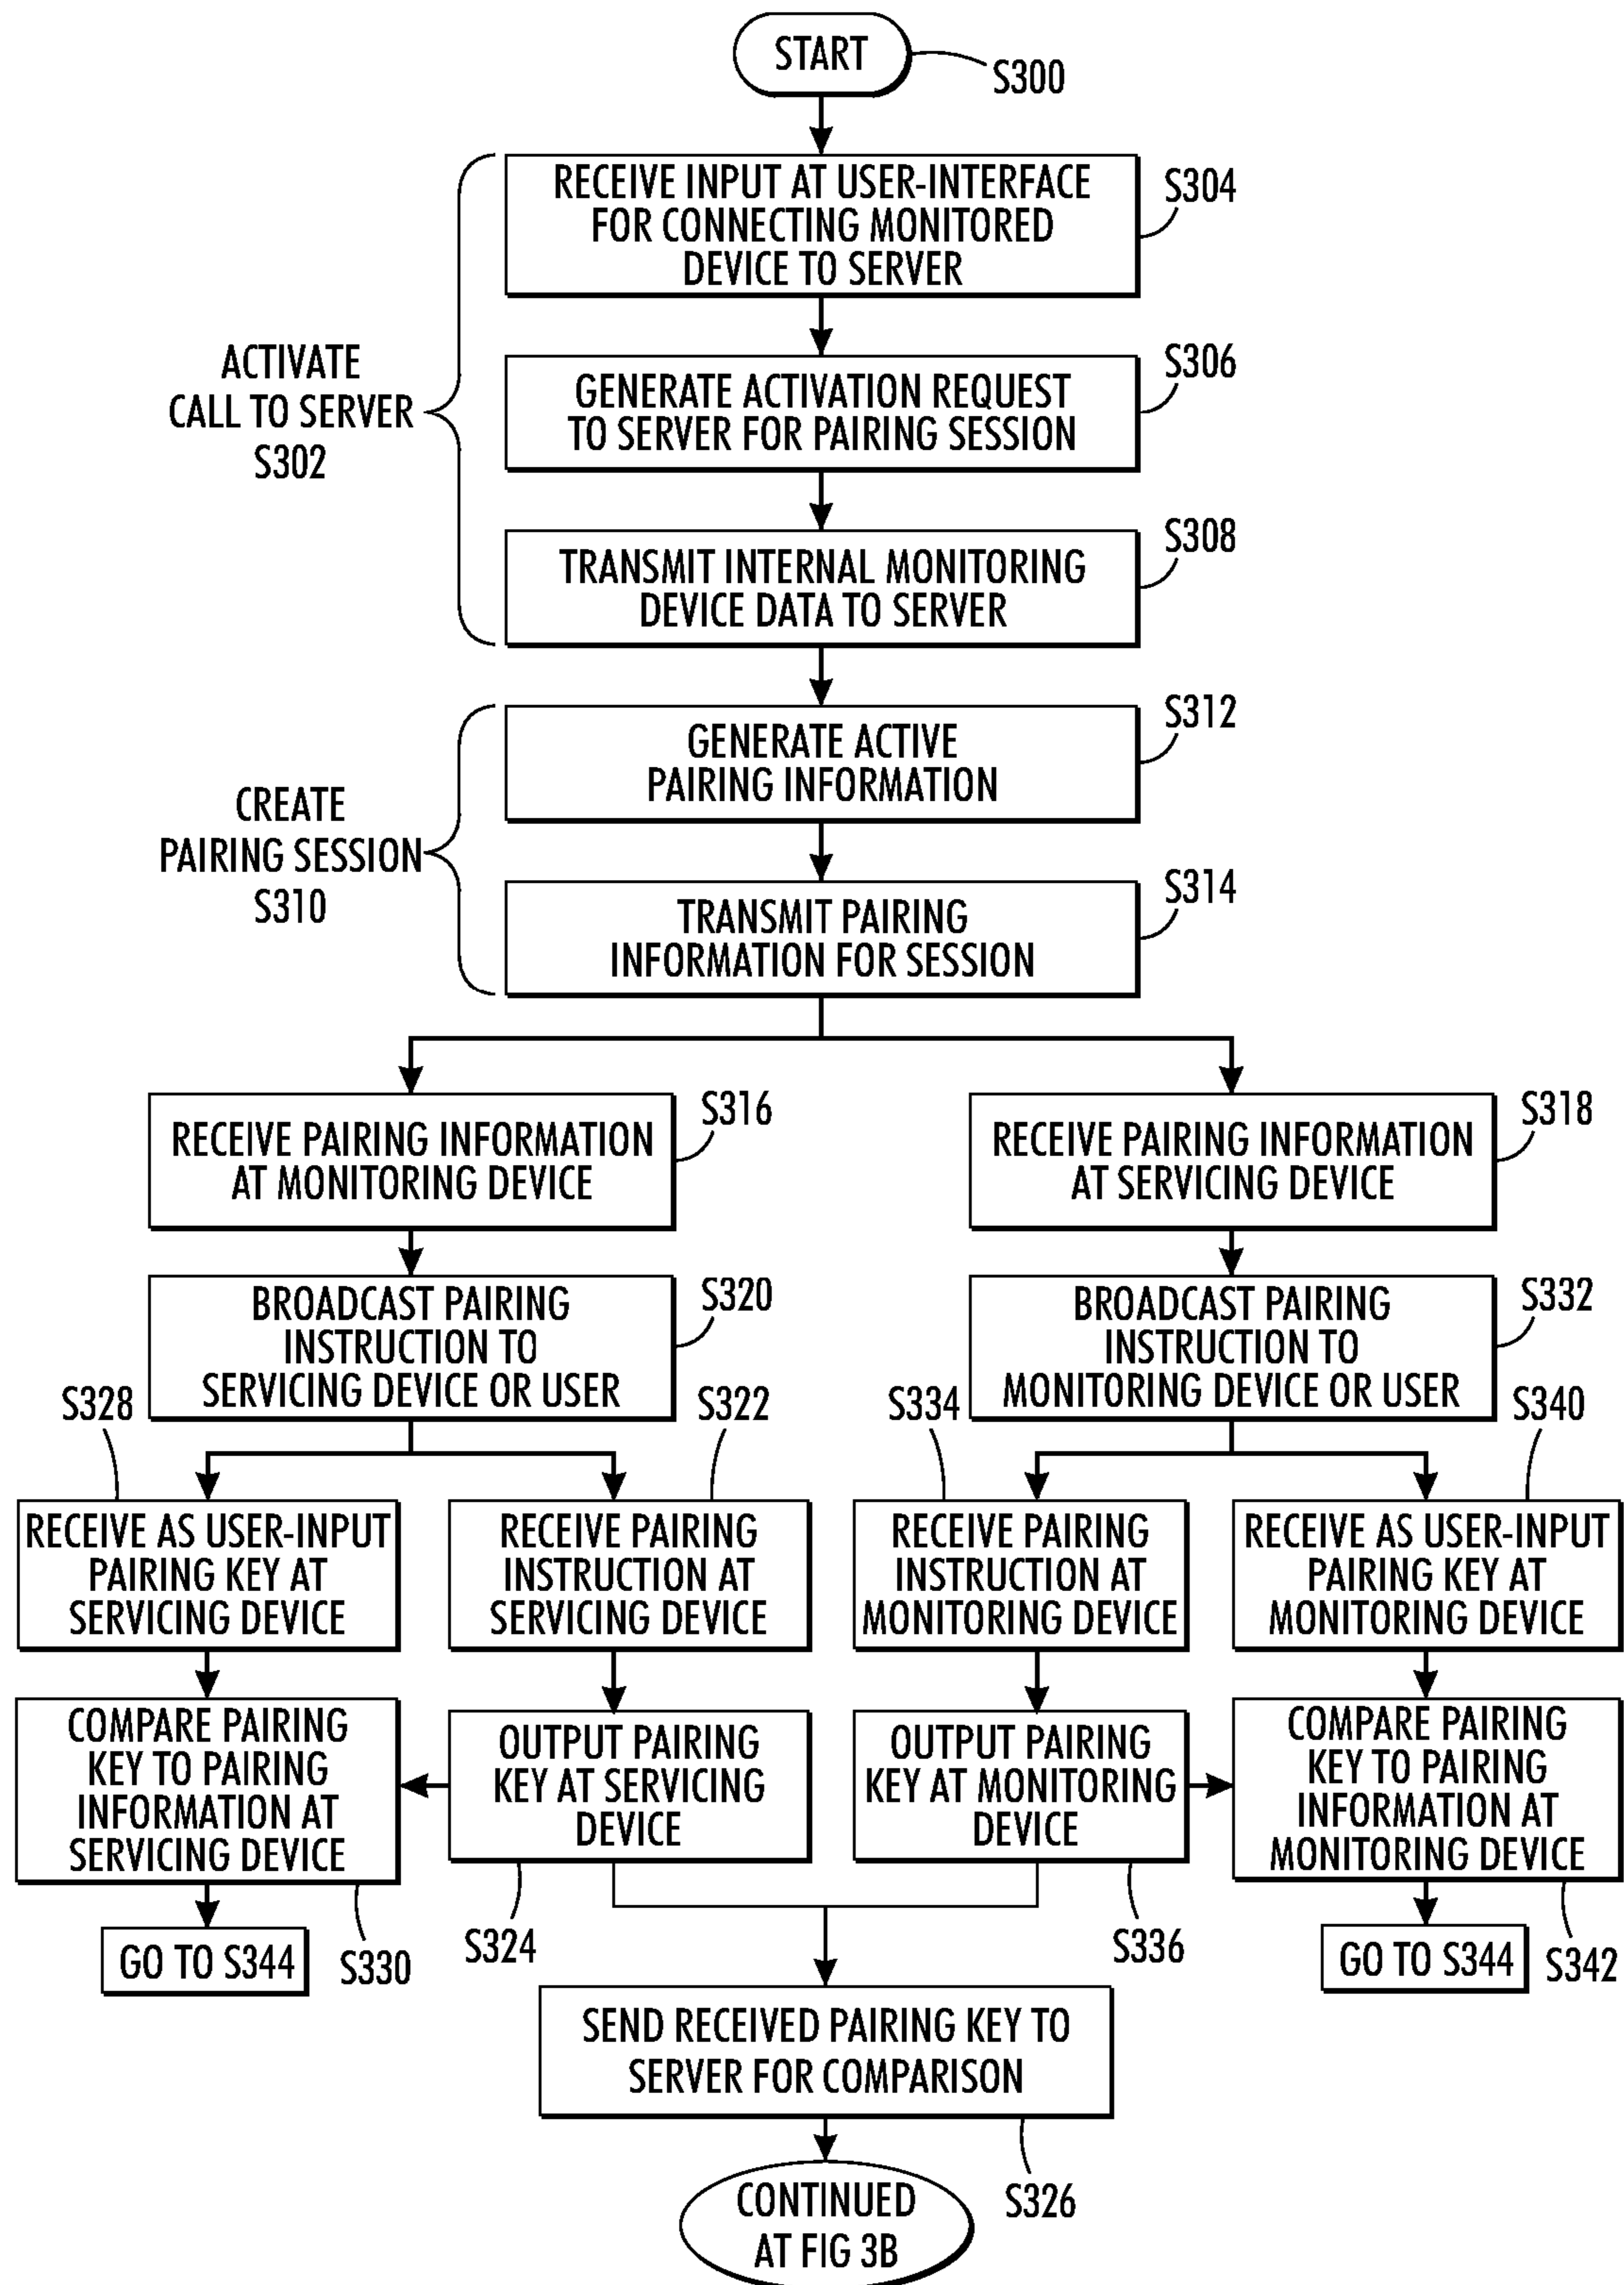 START
S300
RECEIVE INPUT AT USER-INTERFACE
FOR CONNECTING MONITORED
DEVICE TO SERVER
S304
ACTIVATE
CALL TO SERVER
S302
GENERATE ACTIVATION REQUEST
TO SERVER FOR PAIRING SESSION
S306
TRANSMIT INTERNAL MONITORING
DEVICE DATA TO SERVER
S308
CREATE
PAIRING SESSION
S310
GENERATE ACTIVE
PAIRING INFORMATION
S312
TRANSMIT PAIRING
INFORMATION FOR SESSION
S314
RECEIVE PAIRING INFORMATION
AT MONITORING DEVICE
S316
RECEIVE PAIRING INFORMATION
AT SERVICING DEVICE
S318
BROADCAST PAIRING
INSTRUCTION TO
SERVICING DEVICE OR USER
S320
BROADCAST PAIRING
INSTRUCTION TO
MONITORING DEVICE OR USER
S332
S328
RECEIVE AS USER-INPUT
PAIRING KEY AT
SERVICING DEVICE
S322
RECEIVE PAIRING
INSTRUCTION AT
SERVICING DEVICE
S334
RECEIVE PAIRING
INSTRUCTION AT
MONITORING DEVICE
S340
RECEIVE AS USER-INPUT
PAIRING KEY AT
MONITORING DEVICE
COMPARE PAIRING
KEY TO PAIRING
INFORMATION AT
SERVICING DEVICE
S330
OUTPUT PAIRING
KEY AT SERVICING
DEVICE
S324
OUTPUT PAIRING
KEY AT MONITORING
DEVICE
S336
COMPARE PAIRING
KEY TO PAIRING
INFORMATION AT
MONITORING DEVICE
S342
GO TO S344
GO TO S344
SEND RECEIVED PAIRING KEY TO
SERVER FOR COMPARISON
S326
CONTINUED
AT FIG 3B